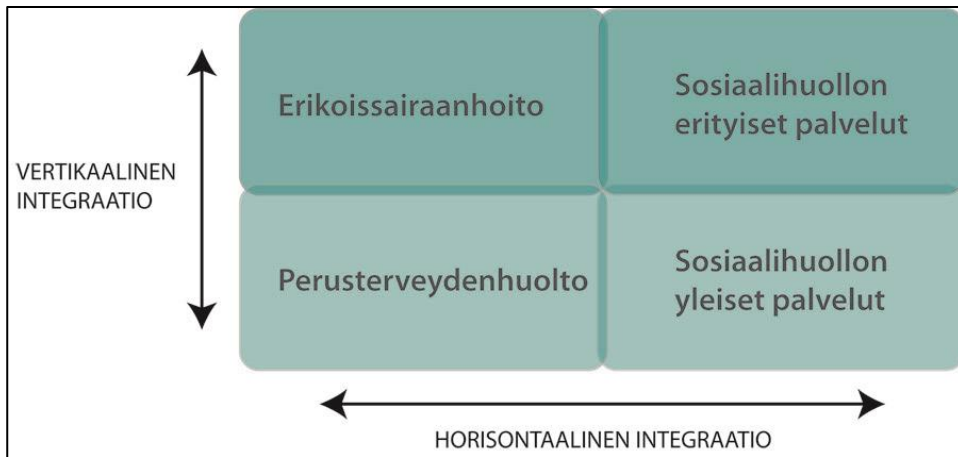 Erikoissairaanhoito
Sosiaalihuollon
erityiset palvelut
VERTIKAALINEN
INTEGRAATIO
Perusterveydenhuolto
Sosiaalihuollon
yleiset palvelut
HORISONTAALINEN INTEGRAATIO